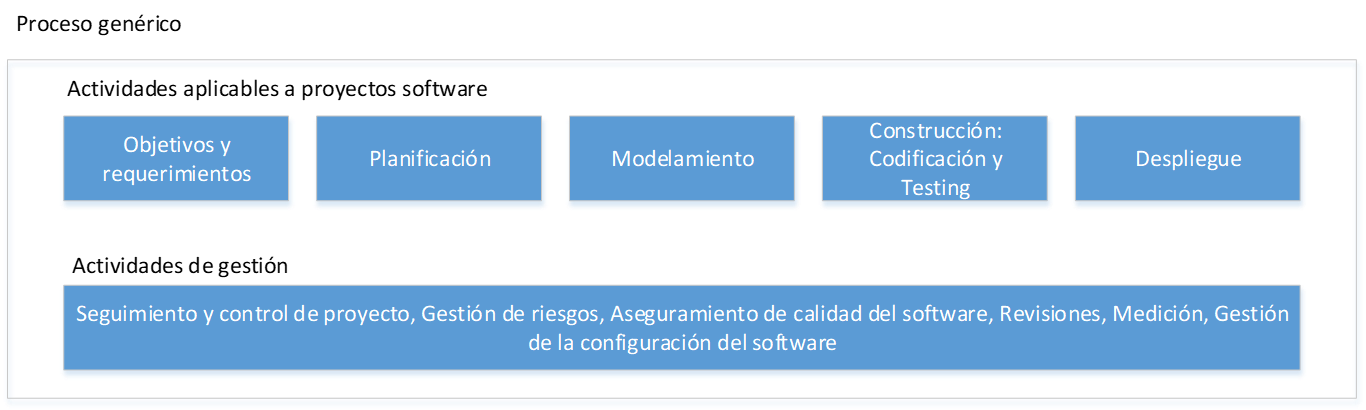 Proceso genérico
Actividades aplicables a proyectos software
Objetivos y
requerimientos
Planificación
Modelamiento
Construcción:
Codificación y
Testing
Despliegue
Actividades de gestión
Seguimiento y control de proyecto, Gestión de riesgos, Aseguramiento de calidad del software, Revisiones, Medición, Gestión
de la configuración del software